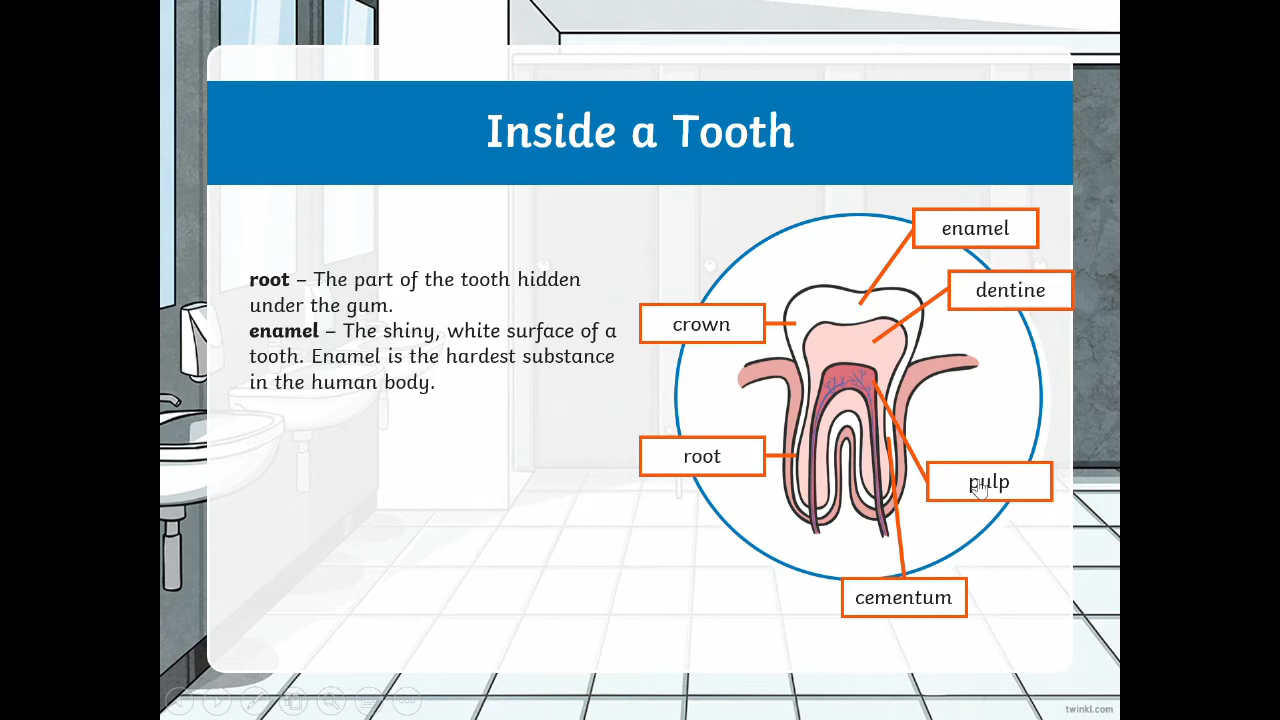 Inside a Tooth
root – The part of the tooth hidden
under the gum.
enamel – The shiny, white surface of a
tooth. Enamel is the hardest substance
in the human body.
enamel
dentine
crown
root
pulp
cementum
twinkl.com